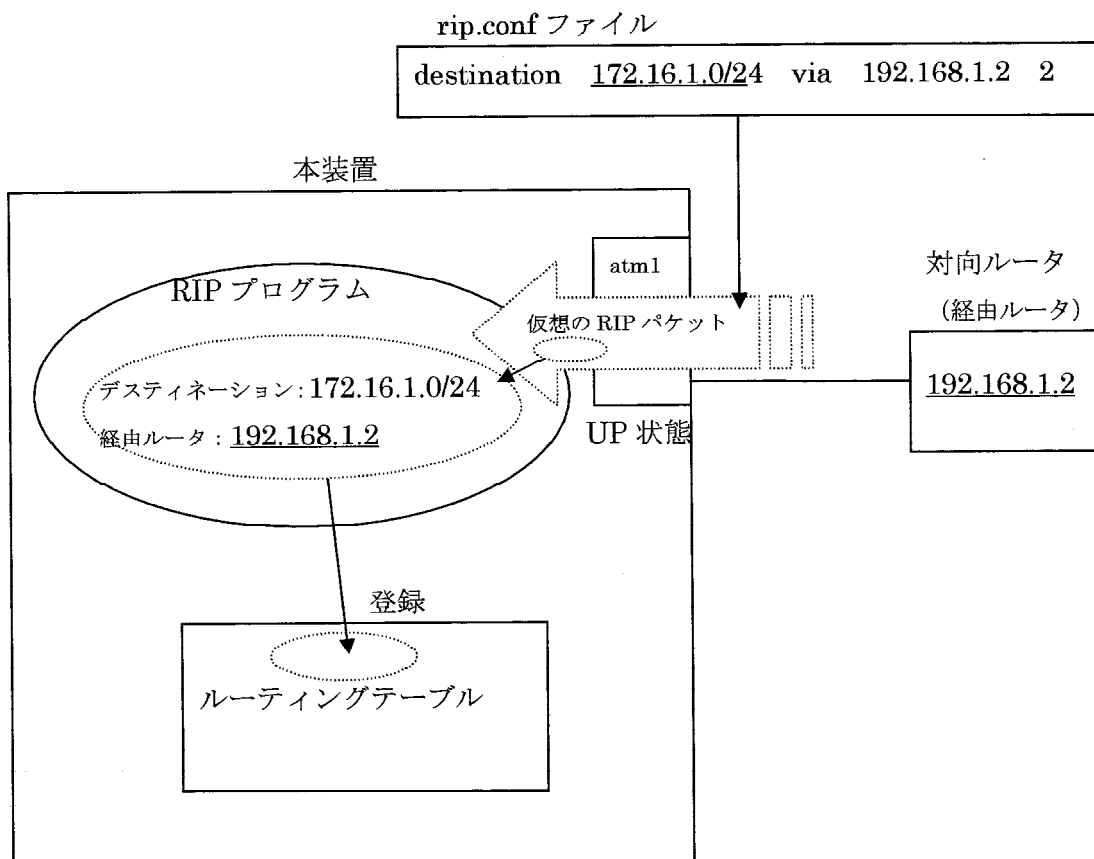 rip.conf ファイル
destination 172.16.1.0/24 via 192.168.1.2 2
本装置
atm1
対向ルータ
（経由ルータ）
RIP プログラム
仮想の RIP パケット
192.168.1.2
デスティネーション：172.16.1.0/24
経由ルータ：192.168.1.2
UP 状態
登録
ルーティングテーブル